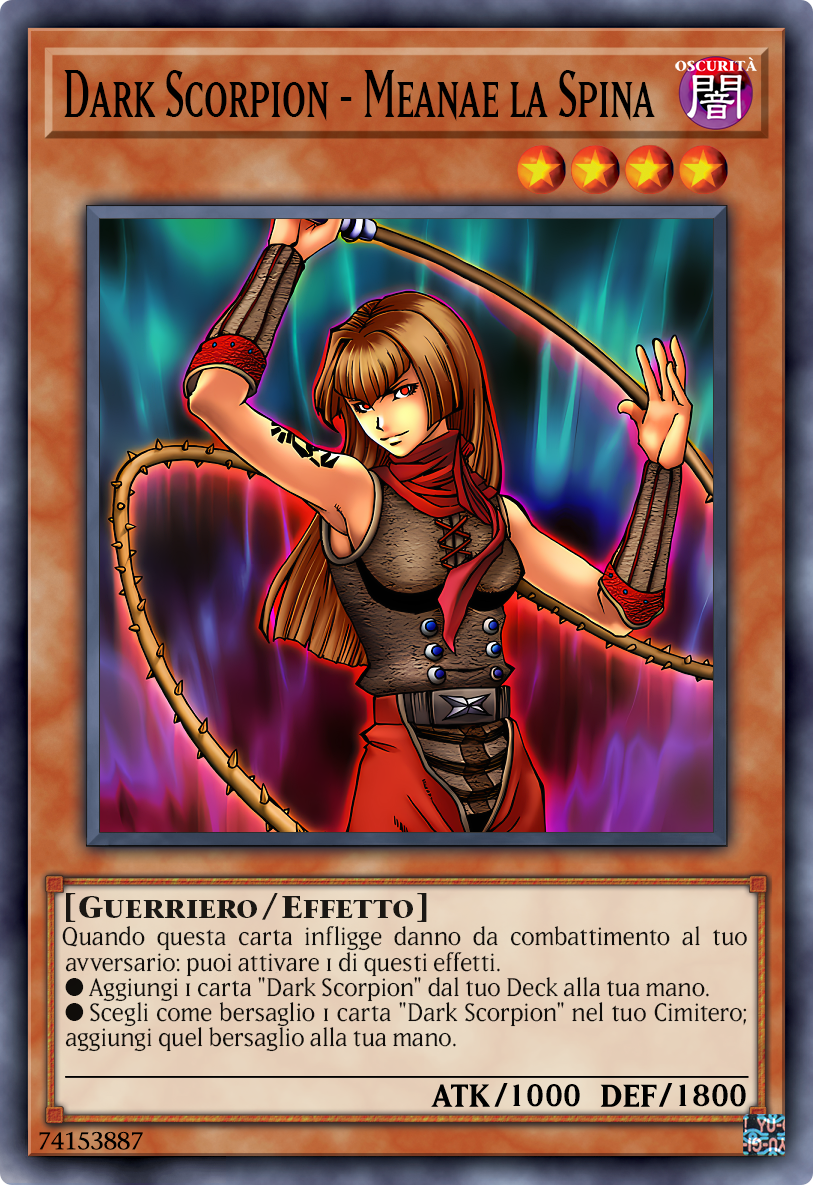 DARK SCORPION - MEANAE LA SPINA
OSCURITÀ
闇
[GUERRIERO/EFFETTO]
Quando questa carta infligge danno da combattimento al tuo
avversario: puoi attivare 1 di questi effetti.
● Aggiungi 1 carta "Dark Scorpion" dal tuo Deck alla tua mano.
● Scegli come bersaglio 1 carta "Dark Scorpion" nel tuo Cimitero;
aggiungi quel bersaglio alla tua mano.
ATK/1000 DEF/1800
74153887